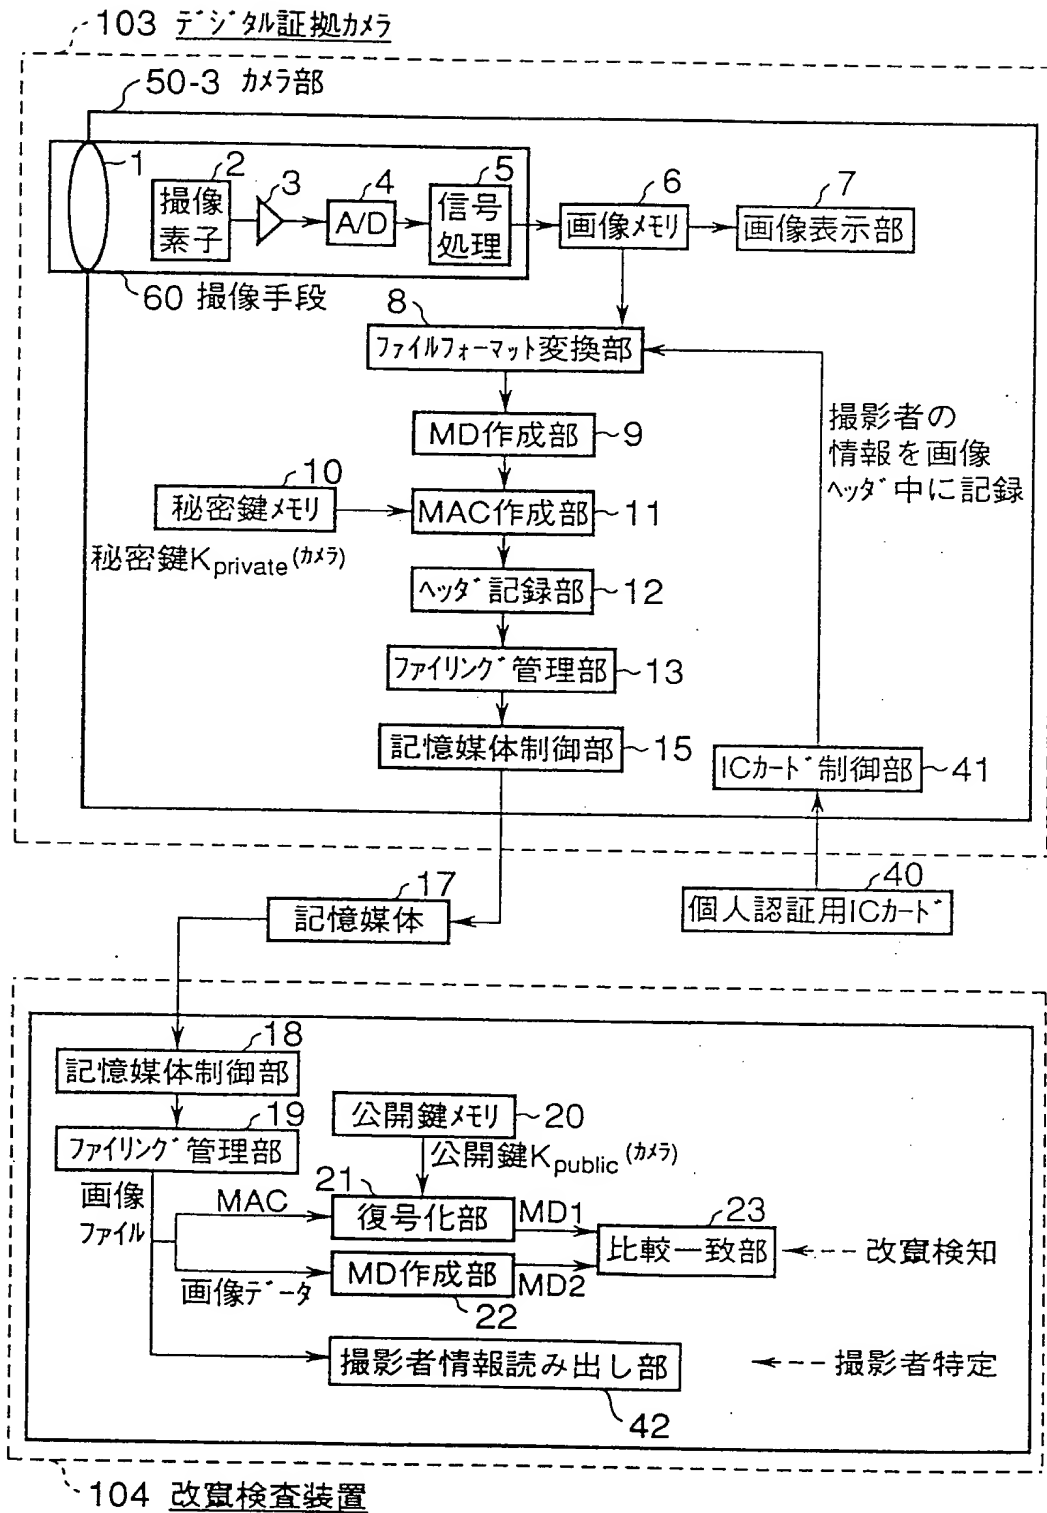 103 デジタル証拠カメラ
50-3 カメラ部
1
2
3
4
5
6
7
撮像
素子
A/D
信号
処理
画像メモリ
画像表示部
60 撮像手段
8
ファイルフォーマット変換部
撮影者の
情報を画像
ヘッダ中に記録
MD作成部
9
10
秘密鍵メモリ
MAC作成部
11
秘密鍵Kprivate(カメラ)
ヘッダ記録部
12
ファイリング管理部
13
記憶媒体制御部
15
ICカード制御部
41
17
記憶媒体
40
個人認証用ICカード
18
記憶媒体制御部
19
ファイリング管理部
公開鍵メモリ
20
公開鍵Kpublic(カメラ)
画像
ファイル
MAC
21
復号化部
MD1
23
比較一致部
改竄検知
画像データ
MD作成部
MD2
22
撮影者情報読み出し部
撮影者特定
42
104 改竄検査装置